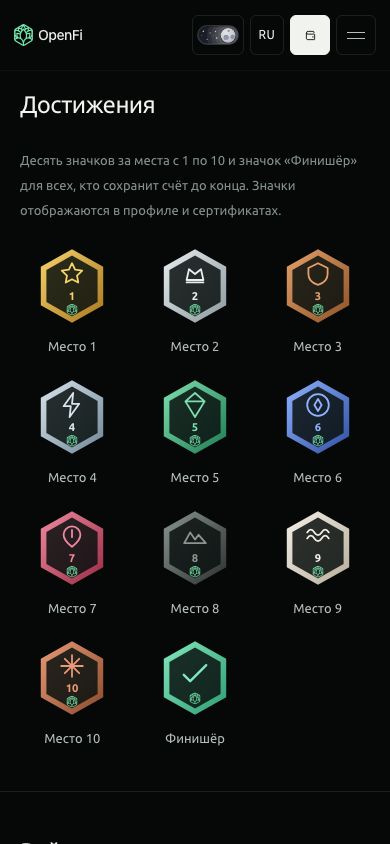 OpenFi
RU
Достижения
Десять значков за места с 1 по 10 и значок «Финишёр»
для всех, кто сохранит счёт до конца. Значки
отображаются в профиле и сертификатах.
1
2
3
Место 1
Место 2
Место 3
4
5
6
Место 4
Место 5
Место 6
7
8
9
Место 7
Место 8
Место 9
10
Место 10
Финишёр